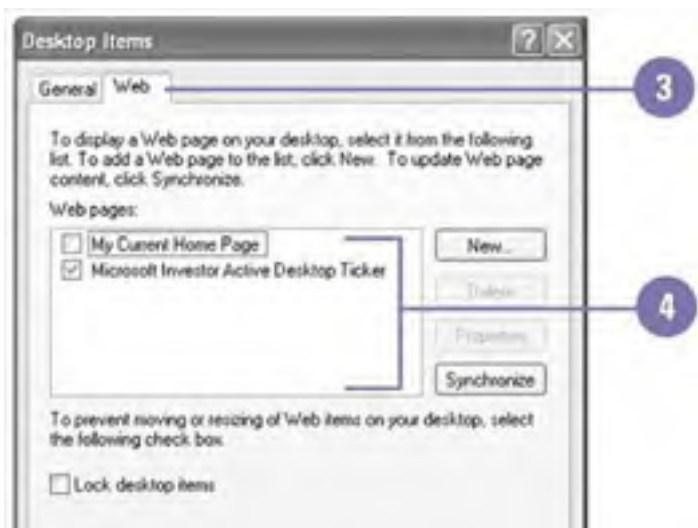 Desktop Items
General Web
3
To display a Web page on your desktop, select it from the following
list. To add a Web page to the list, click New. To update Web page
content, click Synchronize.
Web pages:
My Current Home Page
New...
Microsoft Investor Active Desktop Ticker
Delete
4
Properties
Synchronize
To prevent moving or resizing of Web items on your desktop, select
the following check box.
Lock desktop items